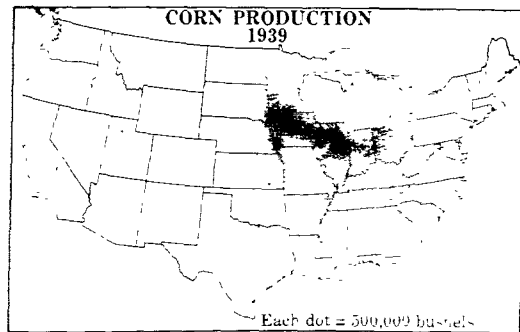 CORN PRODUCTION
1939
Each dot = 500,000 bushels